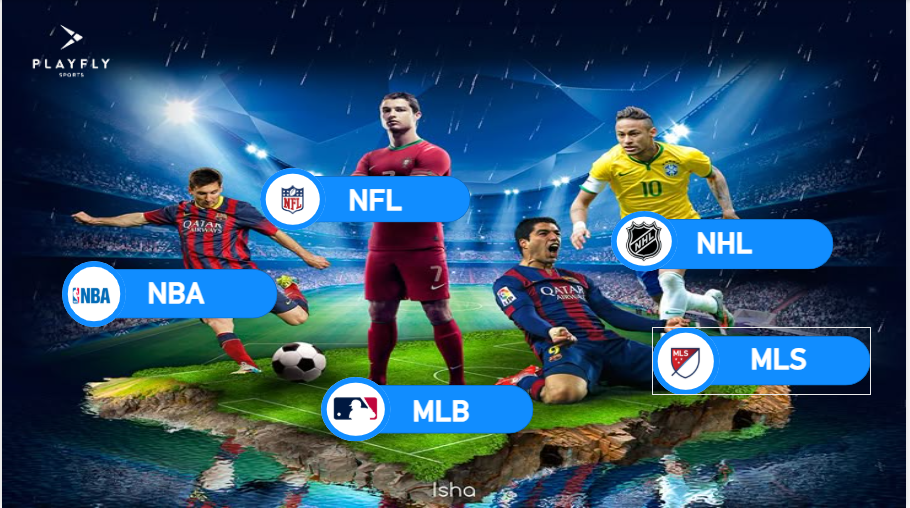 PLAYFLY
SPORTS
NFL
NFL
10
QATAR
AIRWAYS
7
NHL
NHL
NBA
NBA
QATAR
AIRWAYS
9
MLS
MLS
MLB
Isha